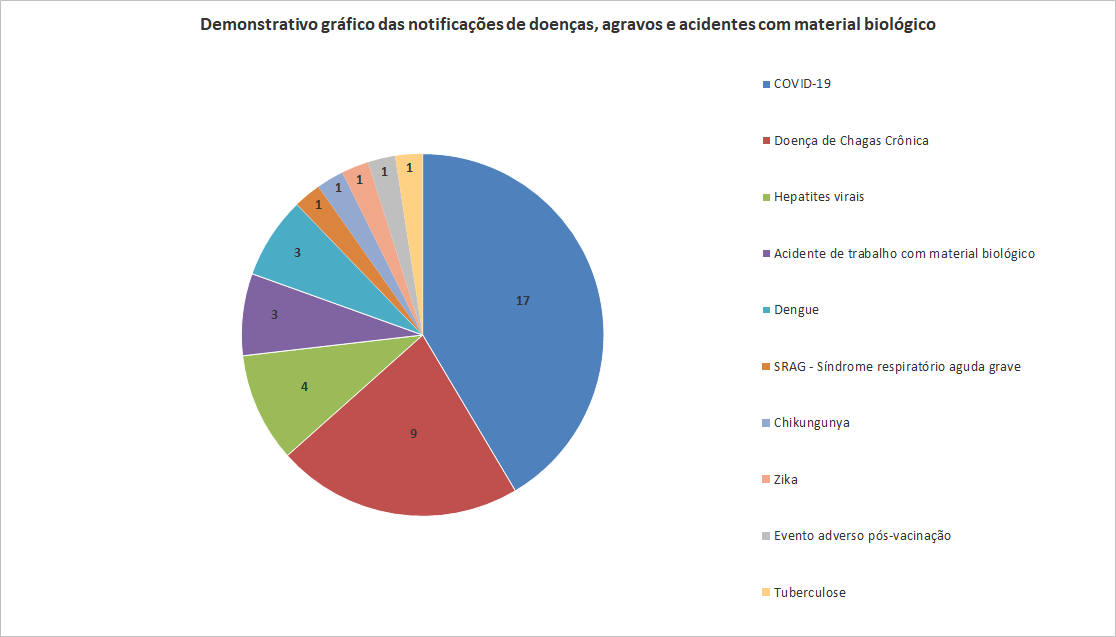 Demonstrativo gráfico das notificações de doenças, agravos e acidentes com material biológico
COVID-19
Doença de Chagas Crônica
Hepatites virais
Acidente de trabalho com material biológico
Dengue
SRAG - Síndrome respiratório aguda grave
Chikungunya
Zika
Evento adverso pós-vacinação
Tuberculose
17
9
4
3
3
1
1
1
1
1